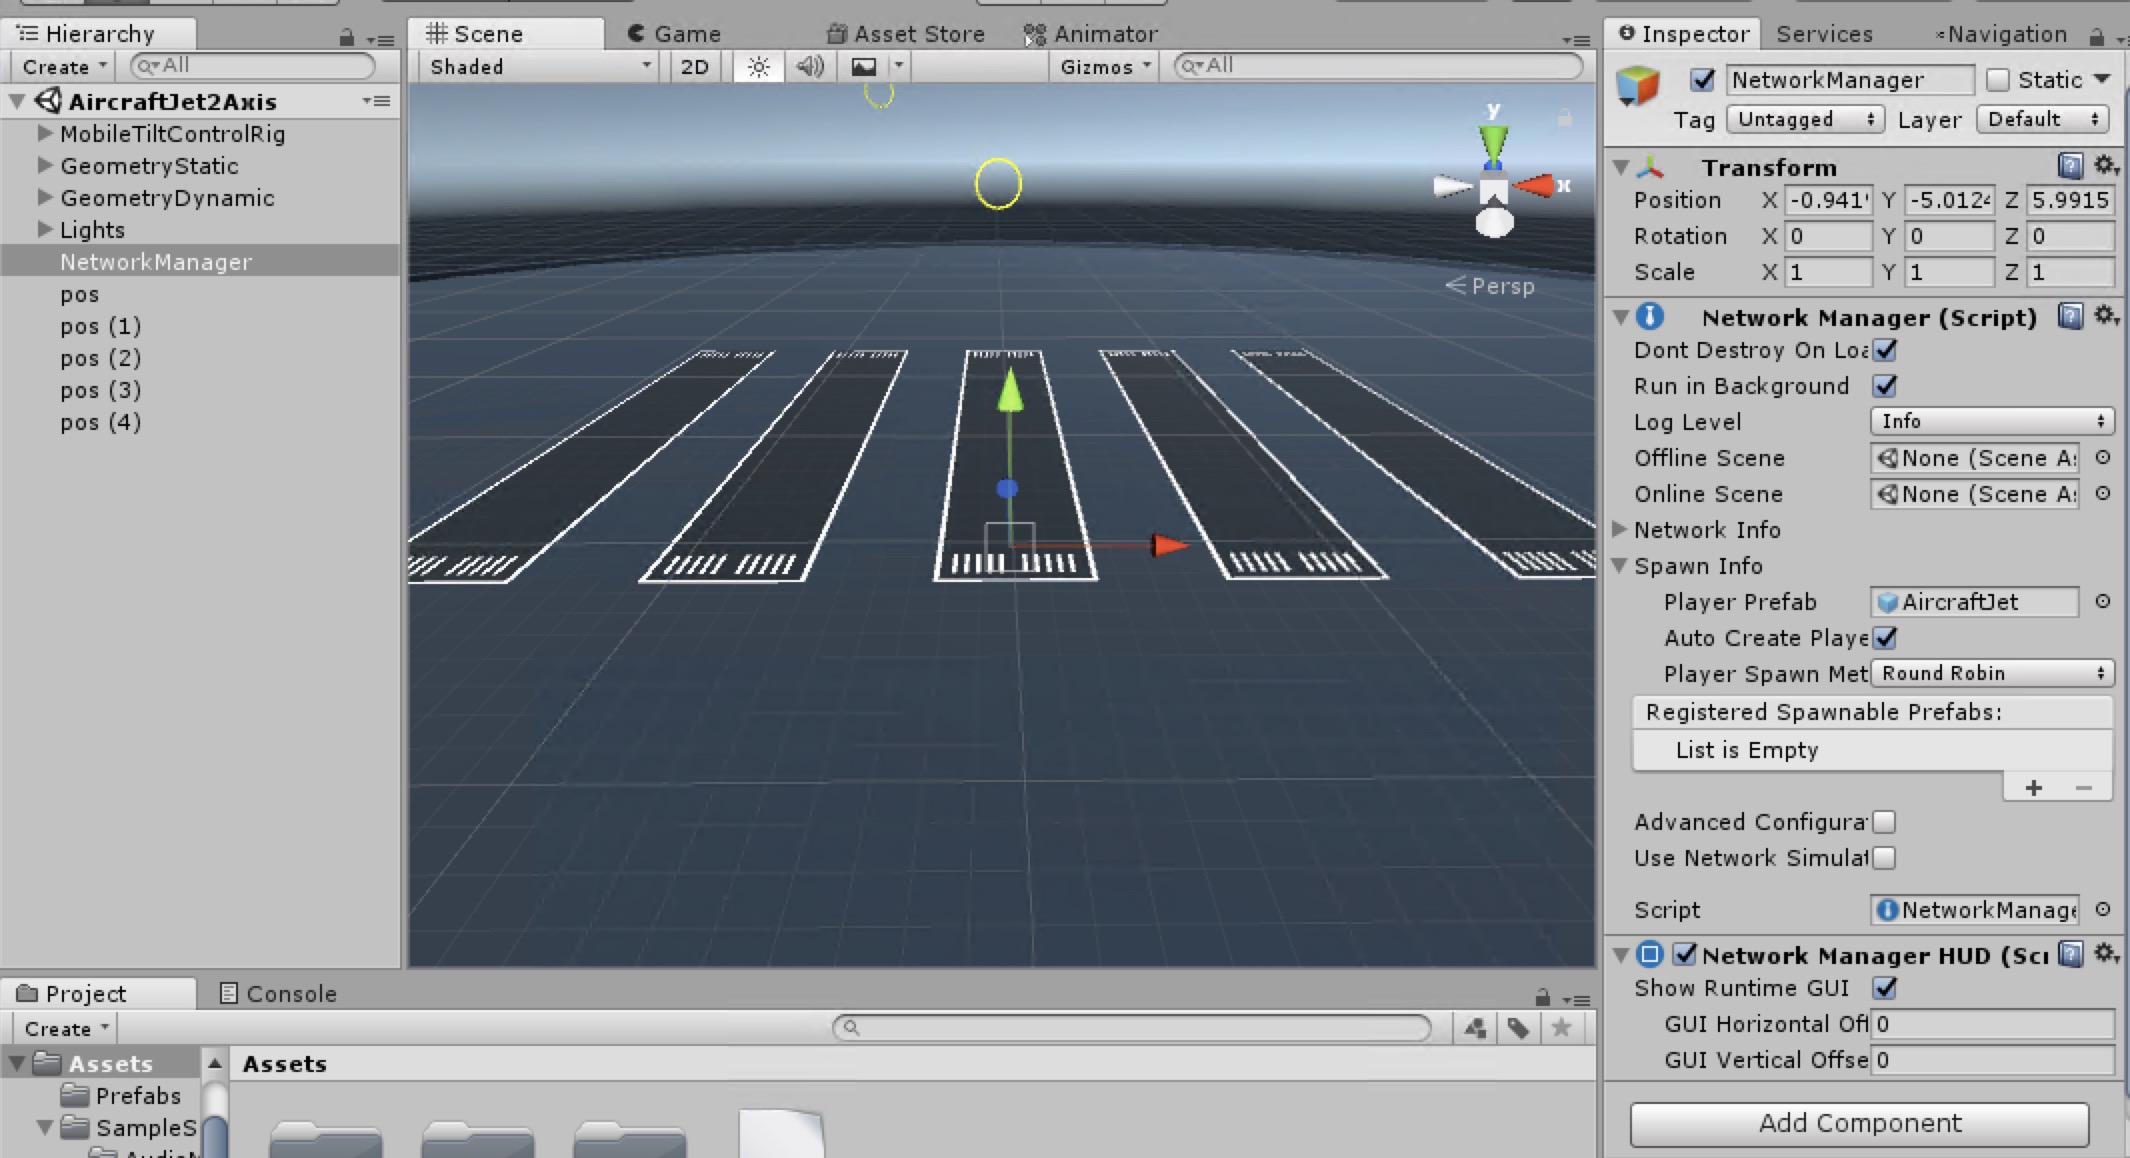 Hierarchy
Create
All
AircraftJet2Axis
MobileTiltControlRig
GeometryStatic
GeometryDynamic
Lights
NetworkManager
pos
pos (1)
pos (2)
pos (3)
pos (4)
Scene
Game
Asset Store
Animator
Shaded
2D
Gizmos
All
y
x
Persp
Inspector
Services
Navigation
NetworkManager
Static
Tag
Untagged
Layer
Default
Transform
Position X -0.941 Y -5.012 Z 5.9915
Rotation X 0 Y 0 Z 0
Scale X 1 Y 1 Z 1
Network Manager (Script)
Dont Destroy On Loa
Run in Background
Log Level Info
Offline Scene None (Scene As
Online Scene None (Scene As
Network Info
Spawn Info
Player Prefab AircraftJet
Auto Create Playe
Player Spawn Met Round Robin
Registered Spawnable Prefabs:
List is Empty
+ −
Advanced Configura
Use Network Simulat
Script NetworkManage
Network Manager HUD (Scr
Show Runtime GUI
GUI Horizontal Off 0
GUI Vertical Offse 0
Add Component
Project
Console
Create
Assets
Prefabs
SampleS
Assets